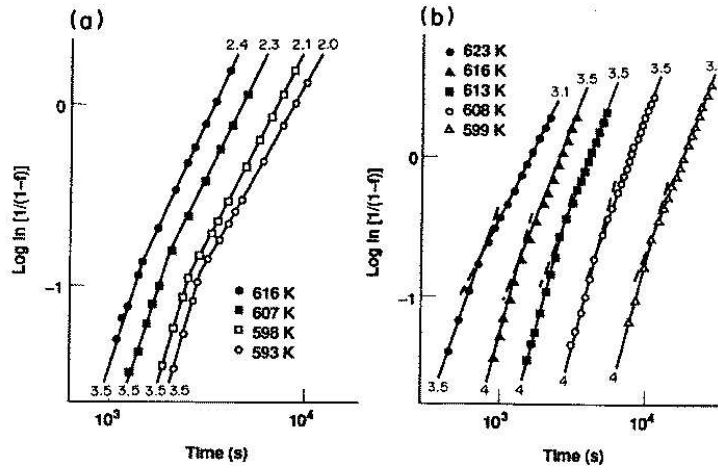 (a)
2.4
2.3
2.1
2.0
Log ln [1/(1–f)]
0
−1
616 K
607 K
598 K
593 K
3.5
3.5
3.5
3.5
10³
10⁴
Time (s)
(b)
623 K
616 K
613 K
608 K
599 K
3.1
3.5
3.5
3.5
Log ln [1/(1–f)]
0
−1
3.5
4
4
4
4
10³
10⁴
Time (s)